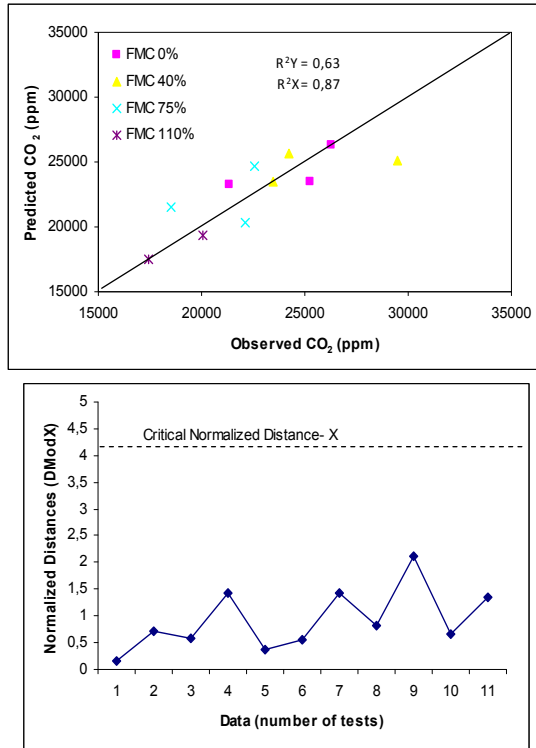 35000
30000
25000
20000
15000
Predicted CO₂ (ppm)
FMC 0%
FMC 40%
FMC 75%
FMC 110%
R²Y = 0,63
R²X= 0,87
15000 20000 25000 30000 35000
Observed CO₂ (ppm)
5
4,5
4
3,5
3
2,5
2
1,5
1
0,5
0
Normalized Distances (DModX)
Critical Normalized Distance- X
1 2 3 4 5 6 7 8 9 10 11
Data (number of tests)